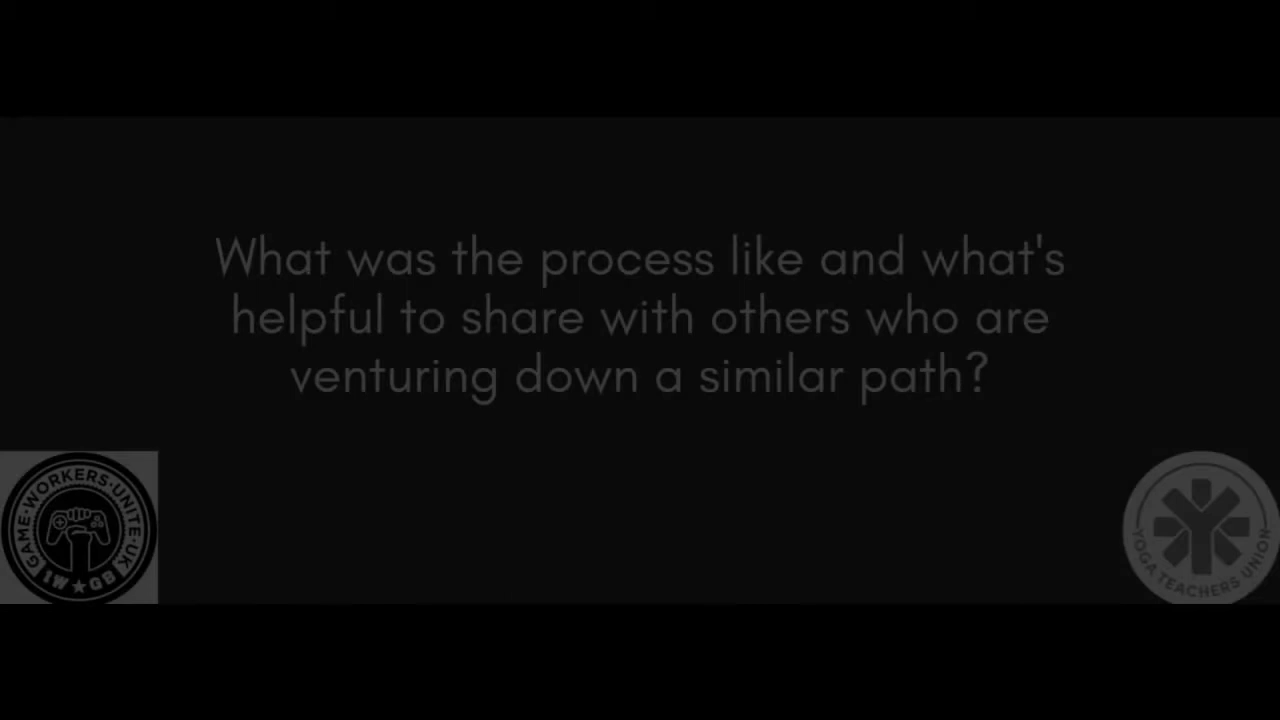 What was the process like and what's
helpful to share with others who are
venturing down a similar path?
GAME·WORKERS·UNITE·UK
IW★GB
YOGA TEACHERS UNION